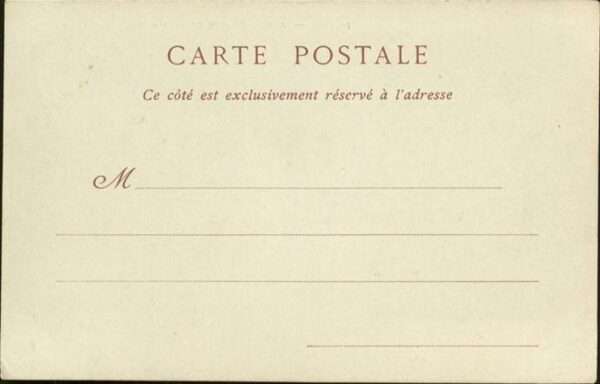 CARTE POSTALE
Ce côté est exclusivement réservé à l'adresse
M